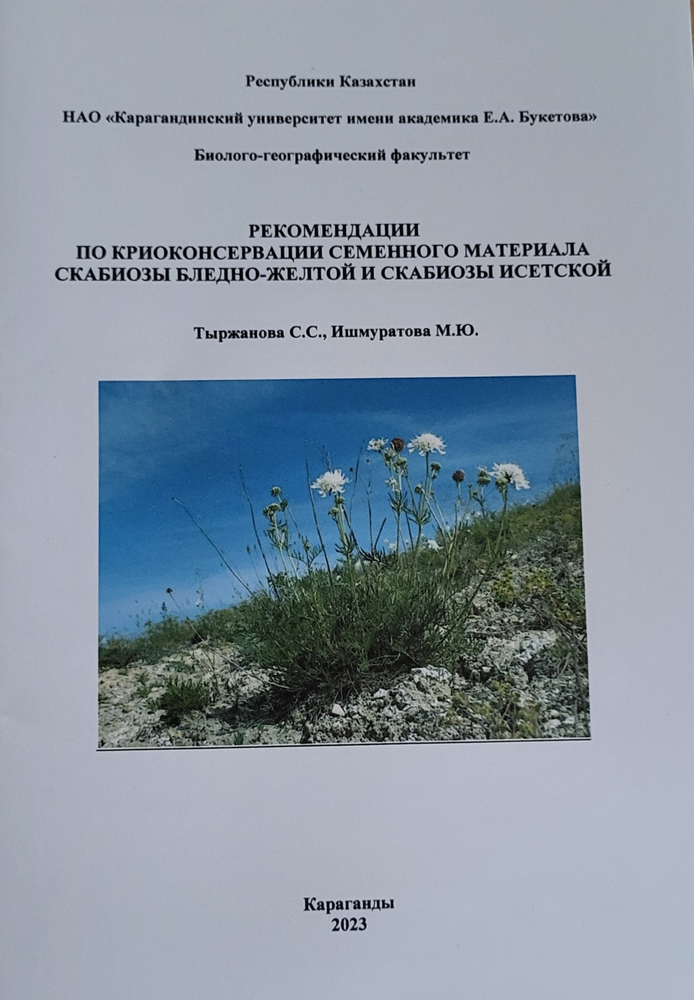 Республики Казахстан
НАО «Карагандинский университет имени академика Е.А. Букетова»
Биолого-географический факультет
РЕКОМЕНДАЦИИ
ПО КРИОКОНСЕРВАЦИИ СЕМЕННОГО МАТЕРИАЛА
СКАБИОЗЫ БЛЕДНО-ЖЕЛТОЙ И СКАБИОЗЫ ИСЕТСКОЙ
Тыржанова С.С., Ишмуратова М.Ю.
Караганды
2023